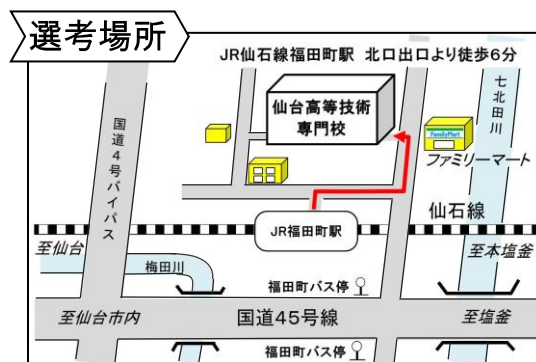 選考場所
JR仙石線福田町駅 北口出口より徒歩6分
仙台高等技術
専門校
七北田川
国道4号バイパス
FamilyMart
ファミリーマート
仙石線
JR福田町駅
至仙台
至本塩釜
梅田川
福田町バス停
至仙台市内
国道45号線
至塩釜
福田町バス停